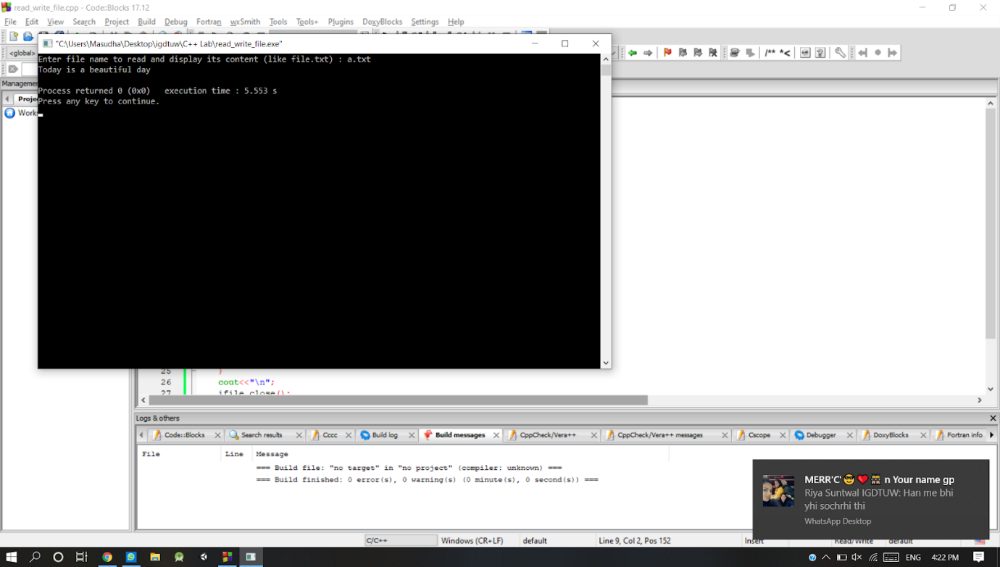 read_write_file.cpp - Code::Blocks 17.12
File Edit View Search Project Build Debug Fortran wxSmith Tools Tools+ Plugins DoxyBlocks Settings Help
"C:\Users\Masudha\Desktop\igdtuw\C++ Lab\read_write_file.exe"
<global>
/** *<
Enter file name to read and display its content (like file.txt) : a.txt
Today is a beautiful day
Process returned 0 (0x0) execution time : 5.553 s
Press any key to continue.
Managemen
Proje
Works
25 }
26 cout<<"\n";
27 ifile.close();
Logs & others
Code::Blocks Search results Cccc Build log Build messages CppCheck/Vera++ CppCheck/Vera++ messages Cscope Debugger DoxyBlocks Fortran info
File Line Message
=== Build file: "no target" in "no project" (compiler: unknown) ===
=== Build finished: 0 error(s), 0 warning(s) (0 minute(s), 0 second(s)) ===
MERR'C'😎❤️ n Your name gp
Riya Suntwal IGDTUW: Han me bhi
yhi sochrhi thi
WhatsApp Desktop
C/C++ Windows (CR+LF) default Line 9, Col 2, Pos 152 Insert Read/Write default
ENG 4:22 PM